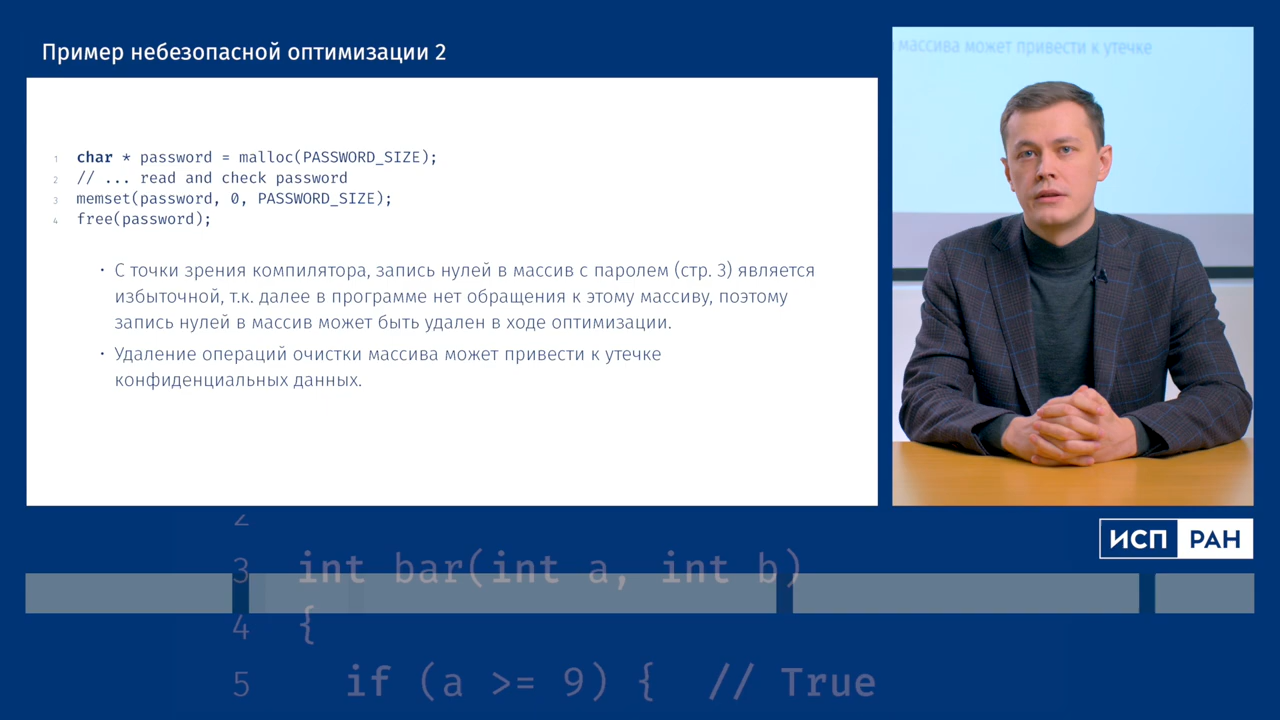 Пример небезопасной оптимизации 2
массива может привести к утечке
1 char * password = malloc(PASSWORD_SIZE);
2 // ... read and check password
3 memset(password, 0, PASSWORD_SIZE);
4 free(password);
· С точки зрения компилятора, запись нулей в массив с паролем (стр. 3) является
избыточной, т.к. далее в программе нет обращения к этому массиву, поэтому
запись нулей в массив может быть удален в ходе оптимизации.
· Удаление операций очистки массива может привести к утечке
конфиденциальных данных.
ИСП РАН
2
3 int bar(int a, int b)
4 {
5 if (a >= 9) { // True